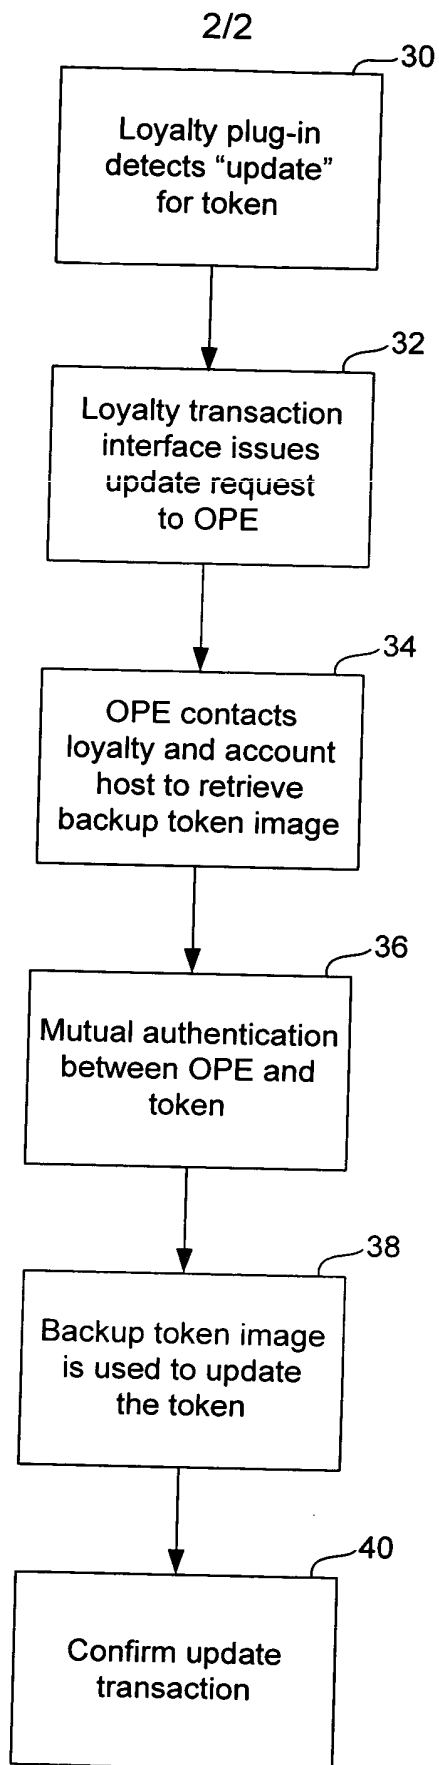 2/2
30
Loyalty plug-in
detects “update”
for token
32
Loyalty transaction
interface issues
update request
to OPE
34
OPE contacts
loyalty and account
host to retrieve
backup token image
36
Mutual authentication
between OPE and
token
38
Backup token image
is used to update
the token
40
Confirm update
transaction